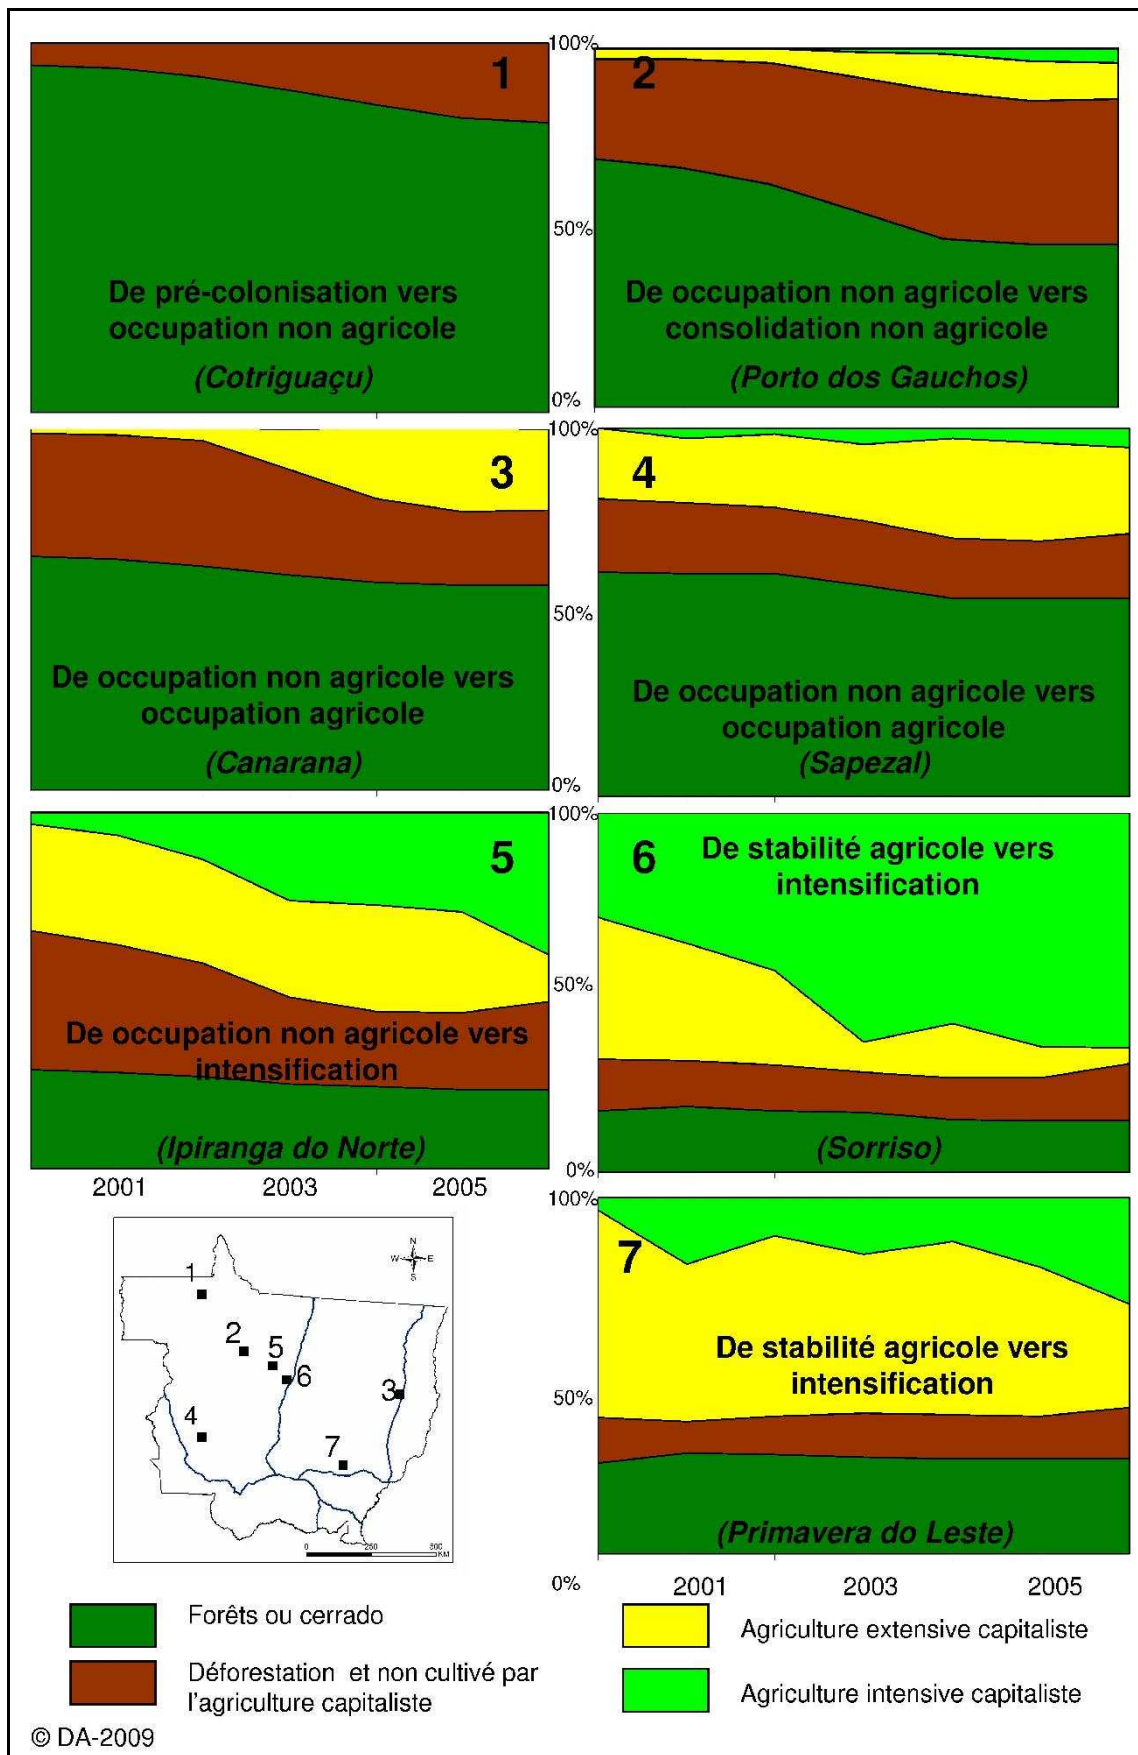 100%
1
2
50%
De pré-colonisation vers
occupation non agricole
(Cotriguaçu)
De occupation non agricole vers
consolidation non agricole
(Porto dos Gauchos)
0%
100%
3
4
50%
De occupation non agricole vers
occupation agricole
(Canarana)
De occupation non agricole vers
occupation agricole
(Sapezal)
0%
100%
5
6
De stabilité agricole vers
intensification
50%
De occupation non agricole vers
intensification
(Ipiranga do Norte)
(Sorriso)
0%
2001 2003 2005
100%
7
De stabilité agricole vers
intensification
50%
(Primavera do Leste)
0%
2001 2003 2005
N
W E
S
1
2
5
6
3
4
7
0 250 500
KM
Forêts ou cerrado
Déforestation et non cultivé par
l'agriculture capitaliste
Agriculture extensive capitaliste
Agriculture intensive capitaliste
© DA-2009